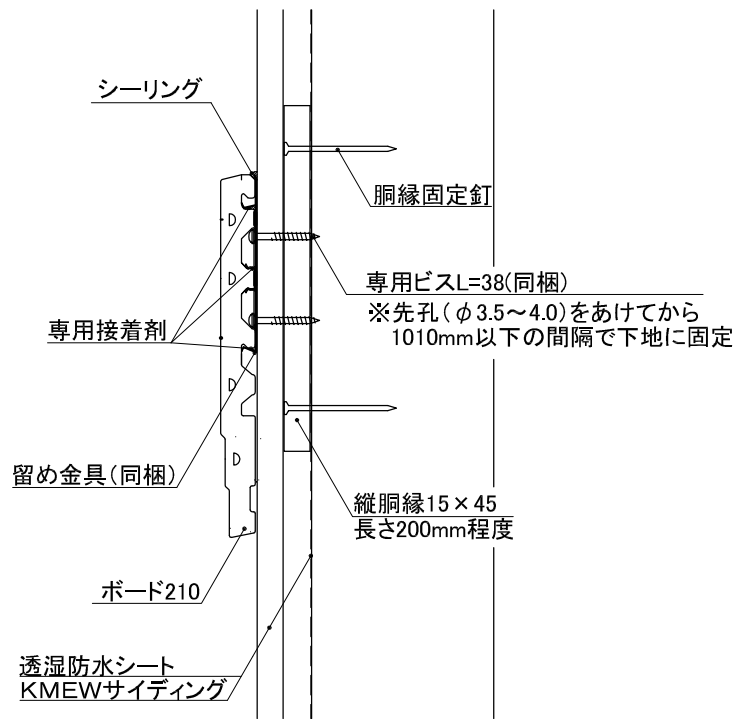 シーリング
胴縁固定釘
専用ビスL=38(同梱)
※先孔(φ3.5～4.0)をあけてから
1010mm以下の間隔で下地に固定
専用接着剤
留め金具(同梱)
縦胴縁15×45
長さ200mm程度
ボード210
透湿防水シート
KMEWサイディング